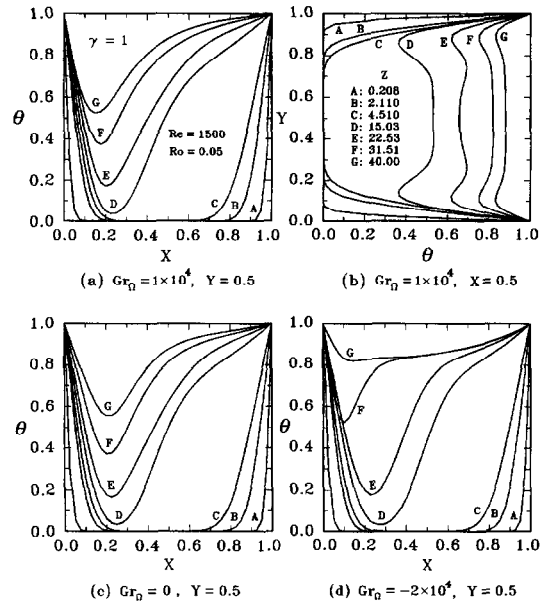 1.0
0.8
0.6
θ
0.4
0.2
0.0
γ = 1
G
F
E
D
C
B
A
Re = 1500
Ro = 0.05
0.0 0.2 0.4 0.6 0.8 1.0
X
(a) Gr_Ω = 1×10^4, Y = 0.5
1.0
0.8
0.6
Y
0.4
0.2
0.0
A B
C D E F G
Z
A: 0.208
B: 2.110
C: 4.510
D: 15.03
E: 22.53
F: 31.51
G: 40.00
0.0 0.2 0.4 0.6 0.8 1.0
θ
(b) Gr_Ω = 1×10^4, X = 0.5
1.0
0.8
0.6
θ
0.4
0.2
0.0
G
F
E
D
C B A
0.0 0.2 0.4 0.6 0.8 1.0
X
(c) Gr_Ω = 0 , Y = 0.5
1.0
0.8
0.6
θ
0.4
0.2
0.0
G
F
E
D
C B A
0.0 0.2 0.4 0.6 0.8 1.0
X
(d) Gr_Ω = -2×10^4, Y = 0.5